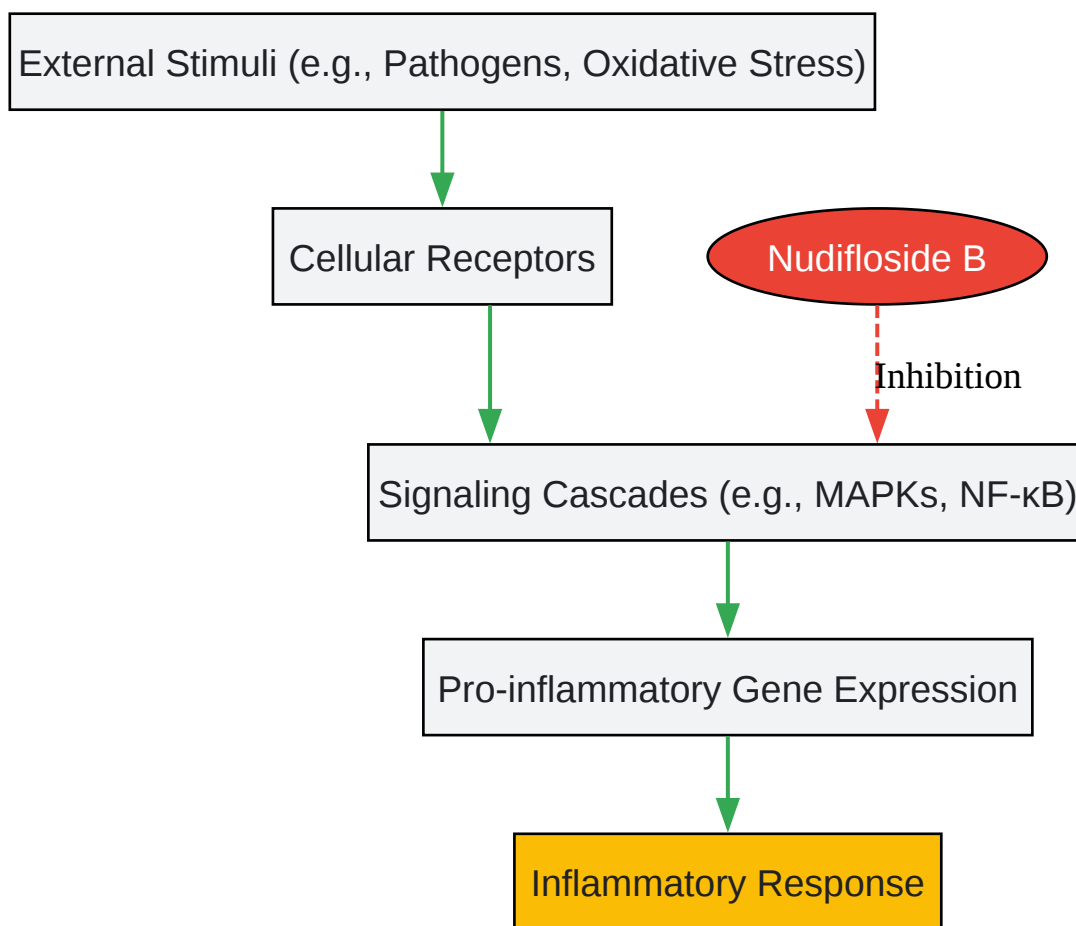 External Stimuli (e.g., Pathogens, Oxidative Stress)
Cellular Receptors
Nudifloside B
Inhibition
Signaling Cascades (e.g., MAPKs, NF-κB)
Pro-inflammatory Gene Expression
Inflammatory Response